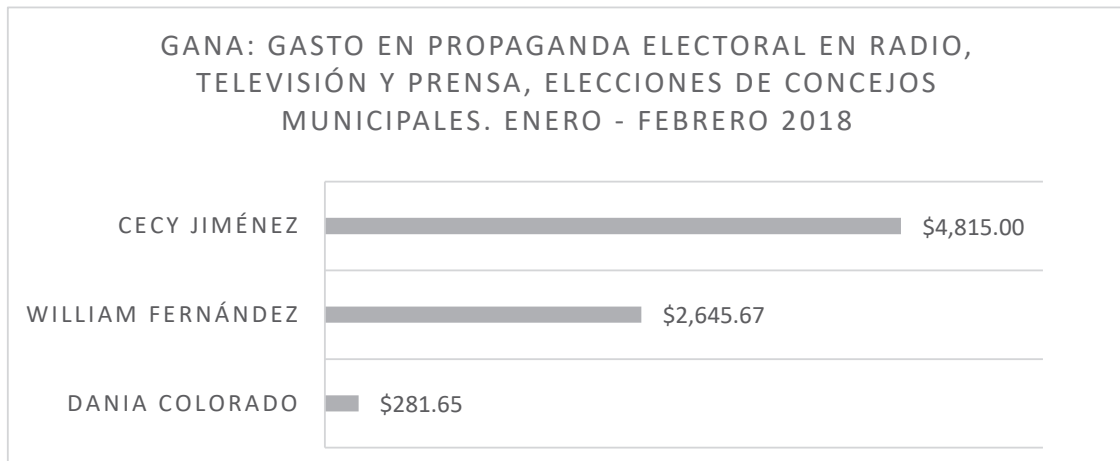 GANA: GASTO EN PROPAGANDA ELECTORAL EN RADIO,
TELEVISIÓN Y PRENSA, ELECCIONES DE CONCEJOS
MUNICIPALES. ENERO - FEBRERO 2018
CECY JIMÉNEZ $4,815.00
WILLIAM FERNÁNDEZ $2,645.67
DANIA COLORADO $281.65